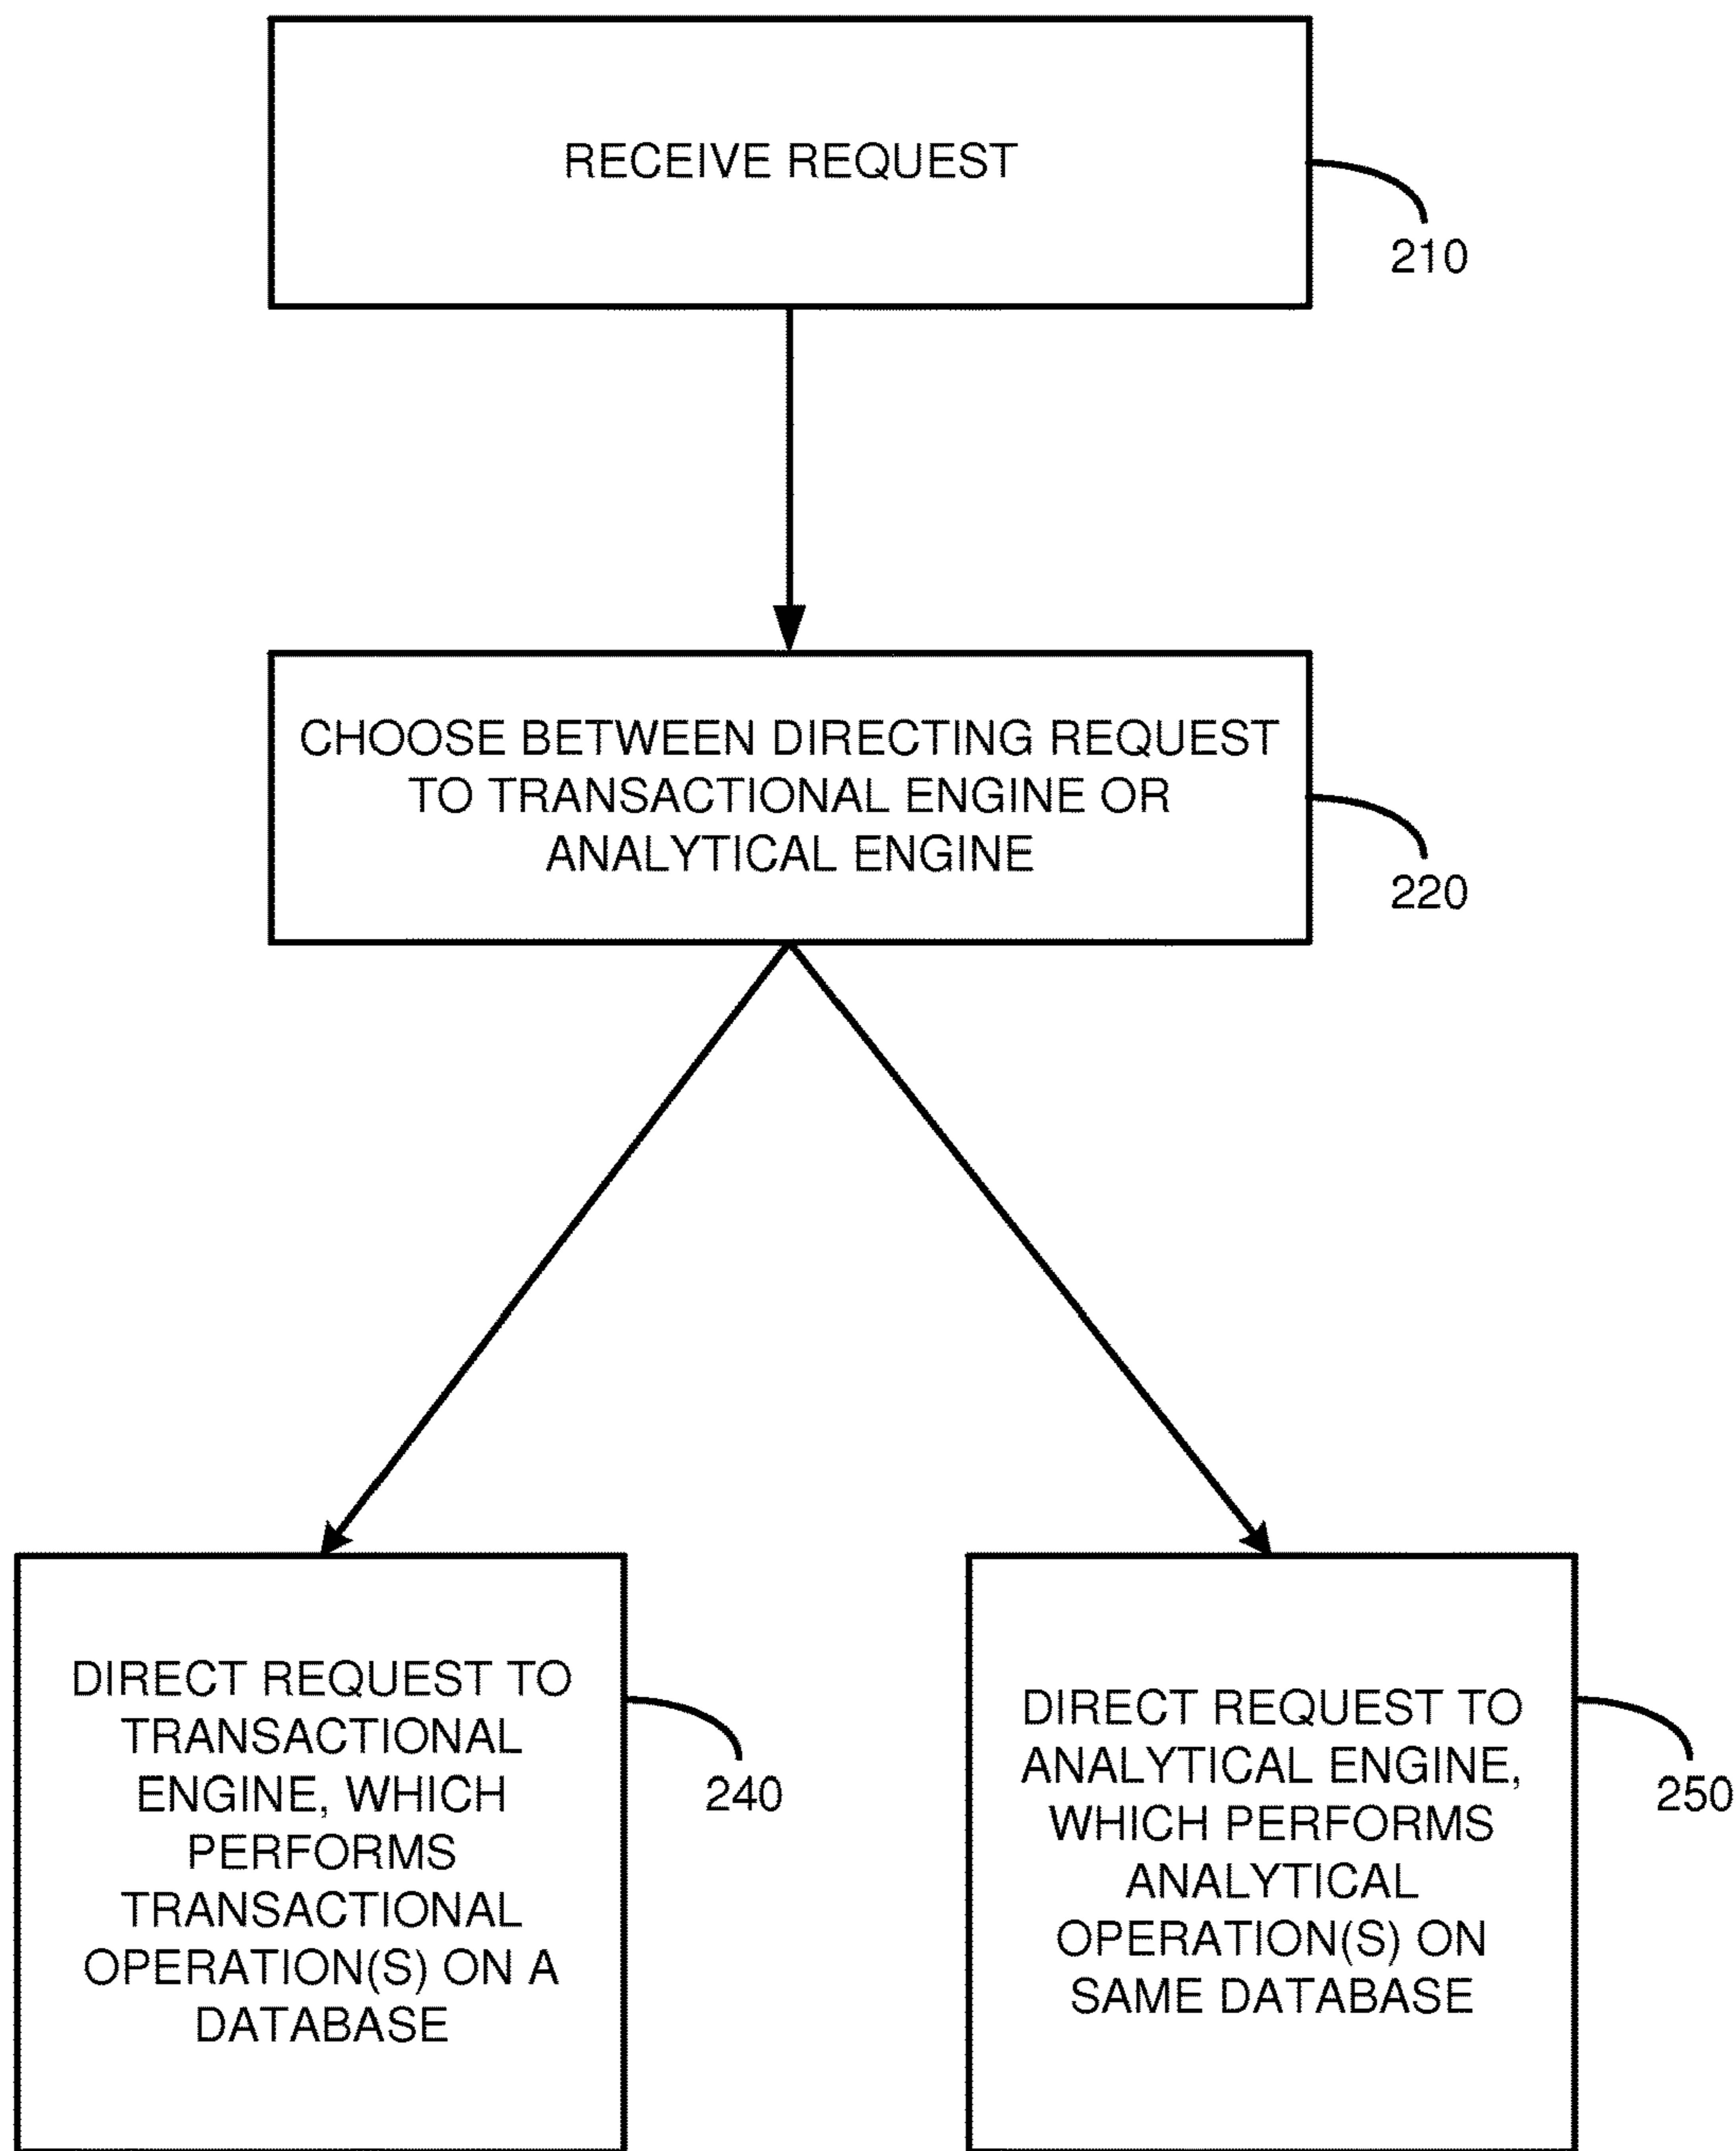 RECEIVE REQUEST
210
CHOOSE BETWEEN DIRECTING REQUEST
TO TRANSACTIONAL ENGINE OR
ANALYTICAL ENGINE
220
DIRECT REQUEST TO
TRANSACTIONAL
ENGINE, WHICH
PERFORMS
TRANSACTIONAL
OPERATION(S) ON A
DATABASE
240
DIRECT REQUEST TO
ANALYTICAL ENGINE,
WHICH PERFORMS
ANALYTICAL
OPERATION(S) ON
SAME DATABASE
250